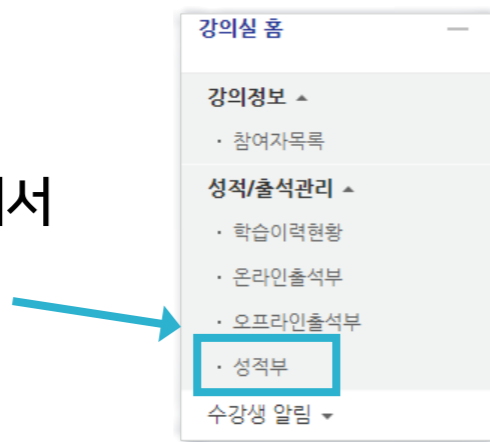 강의실 홈
강의정보 ▲
· 참여자목록
서
성적/출석관리 ▲
· 학습이력현황
· 온라인출석부
· 오프라인출석부
· 성적부
수강생 알림 ▼